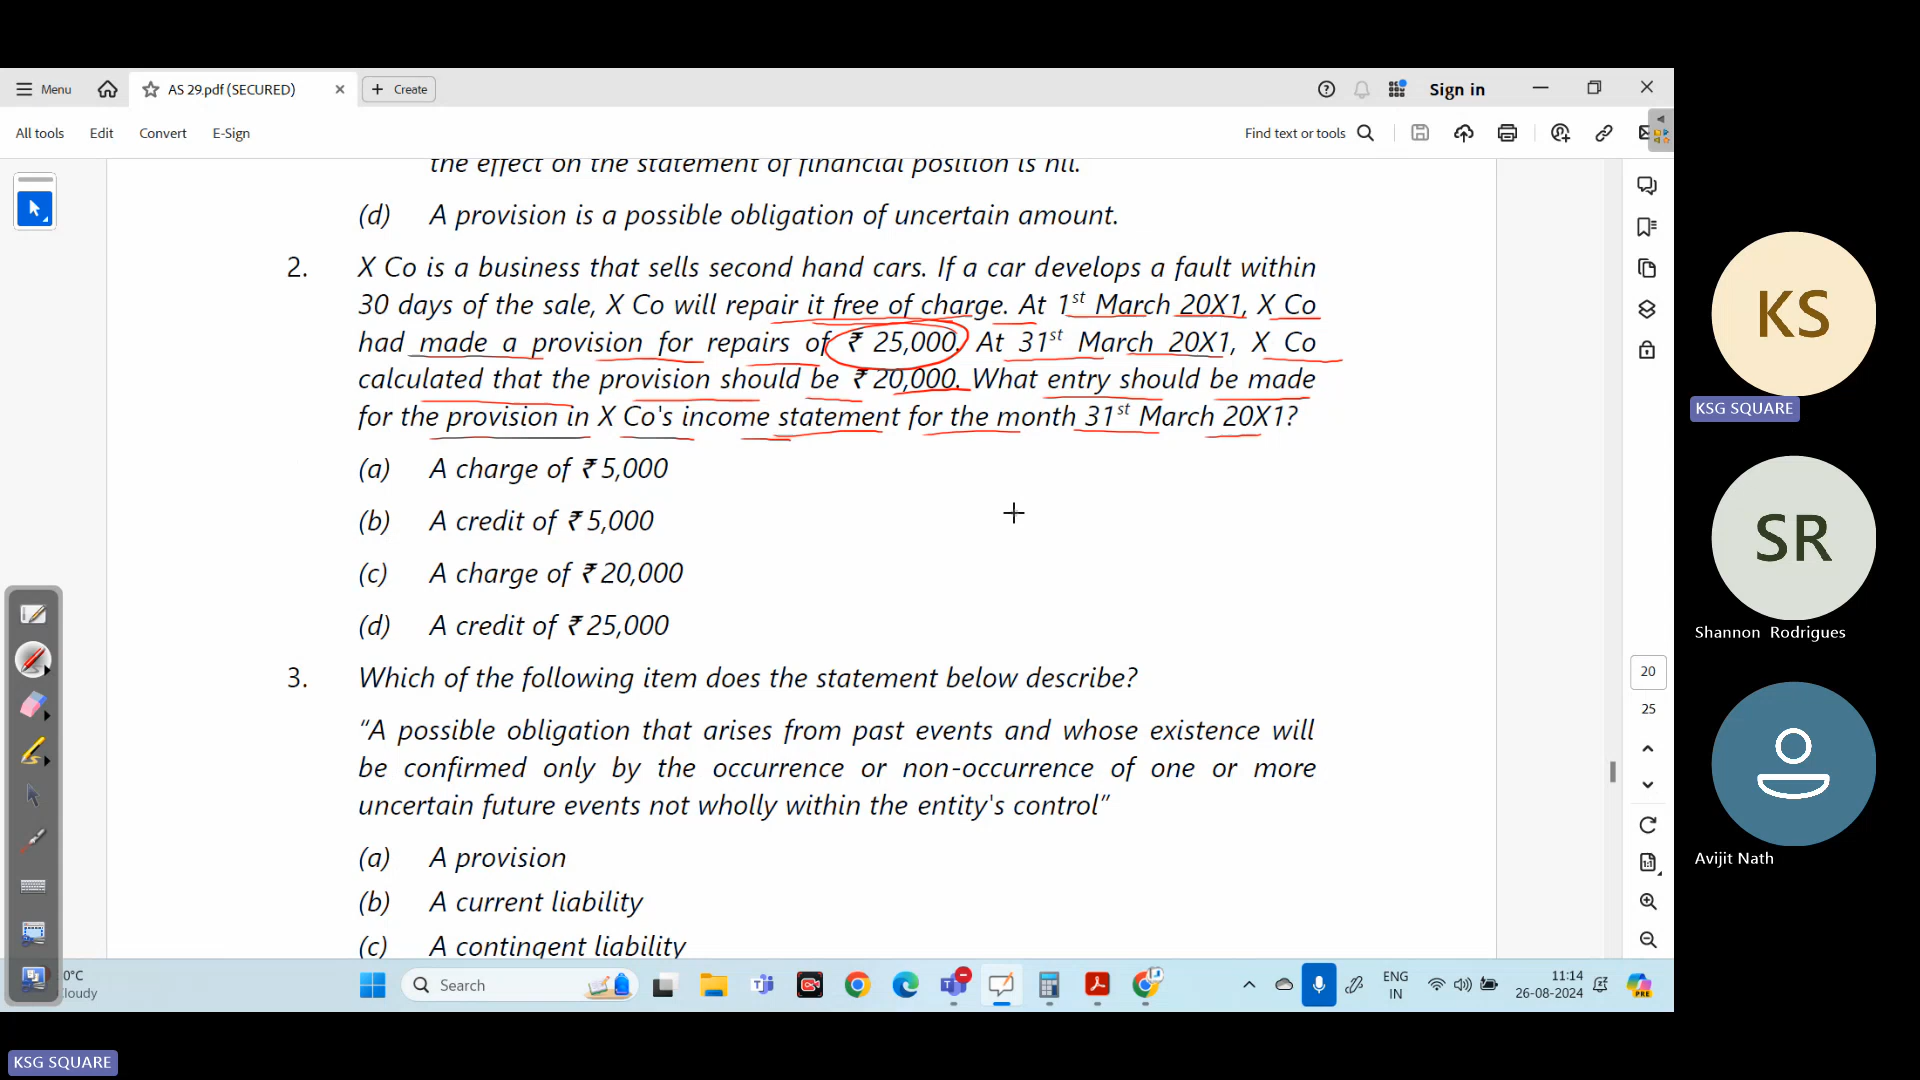 Menu
AS 29.pdf (SECURED)
Create
Sign in
All tools
Edit
Convert
E-Sign
Find text or tools
the effect on the statement of financial position is nil.
(d) A provision is a possible obligation of uncertain amount.
2. X Co is a business that sells second hand cars. If a car develops a fault within
30 days of the sale, X Co will repair it free of charge. At 1st March 20X1, X Co
had made a provision for repairs of ₹ 25,000. At 31st March 20X1, X Co
calculated that the provision should be ₹ 20,000. What entry should be made
for the provision in X Co's income statement for the month 31st March 20X1?
(a) A charge of ₹ 5,000
(b) A credit of ₹ 5,000
(c) A charge of ₹ 20,000
(d) A credit of ₹ 25,000
3. Which of the following item does the statement below describe?
“A possible obligation that arises from past events and whose existence will
be confirmed only by the occurrence or non-occurrence of one or more
uncertain future events not wholly within the entity's control”
(a) A provision
(b) A current liability
(c) A contingent liability
20
25
KS
KSG SQUARE
SR
Shannon Rodrigues
Avijit Nath
0°C
Cloudy
Search
ENG
IN
11:14
26-08-2024
PRE
KSG SQUARE